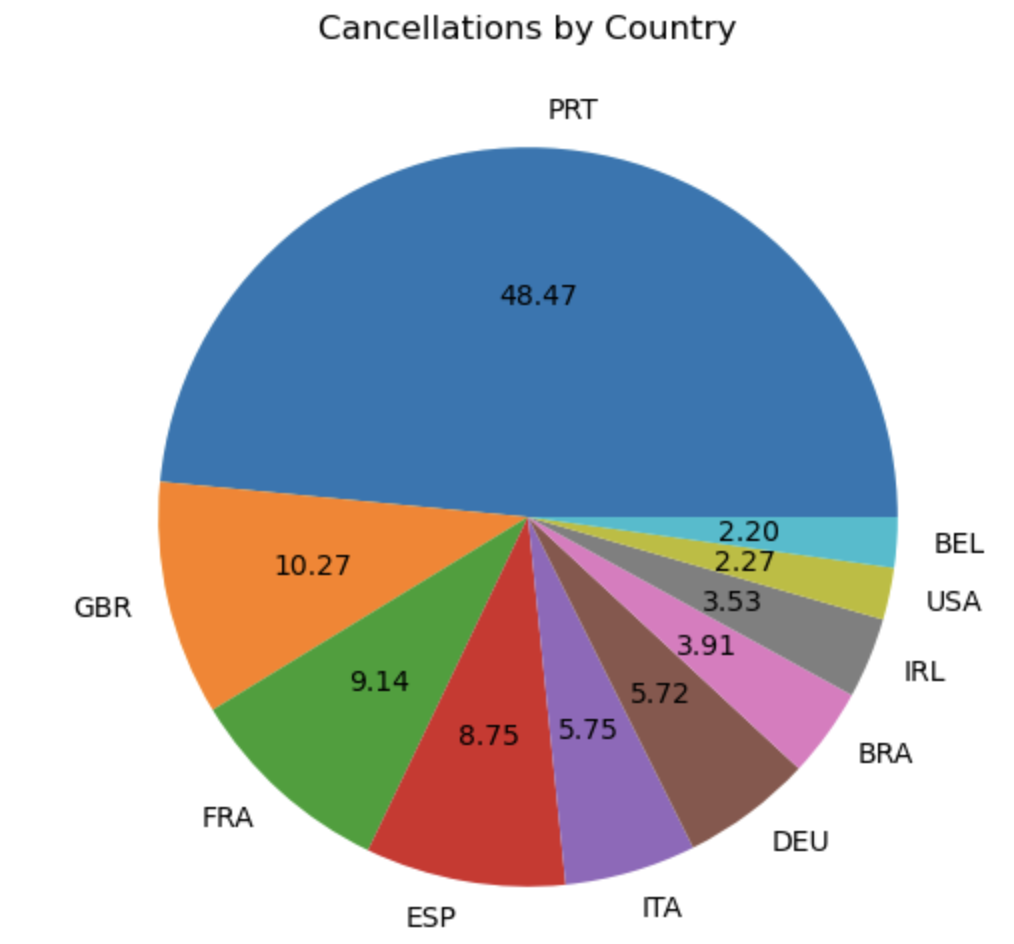 Cancellations by Country
PRT
48.47
2.20
BEL
2.27
10.27
USA
3.53
GBR
3.91
IRL
9.14
5.72
5.75
8.75
BRA
FRA
DEU
ITA
ESP